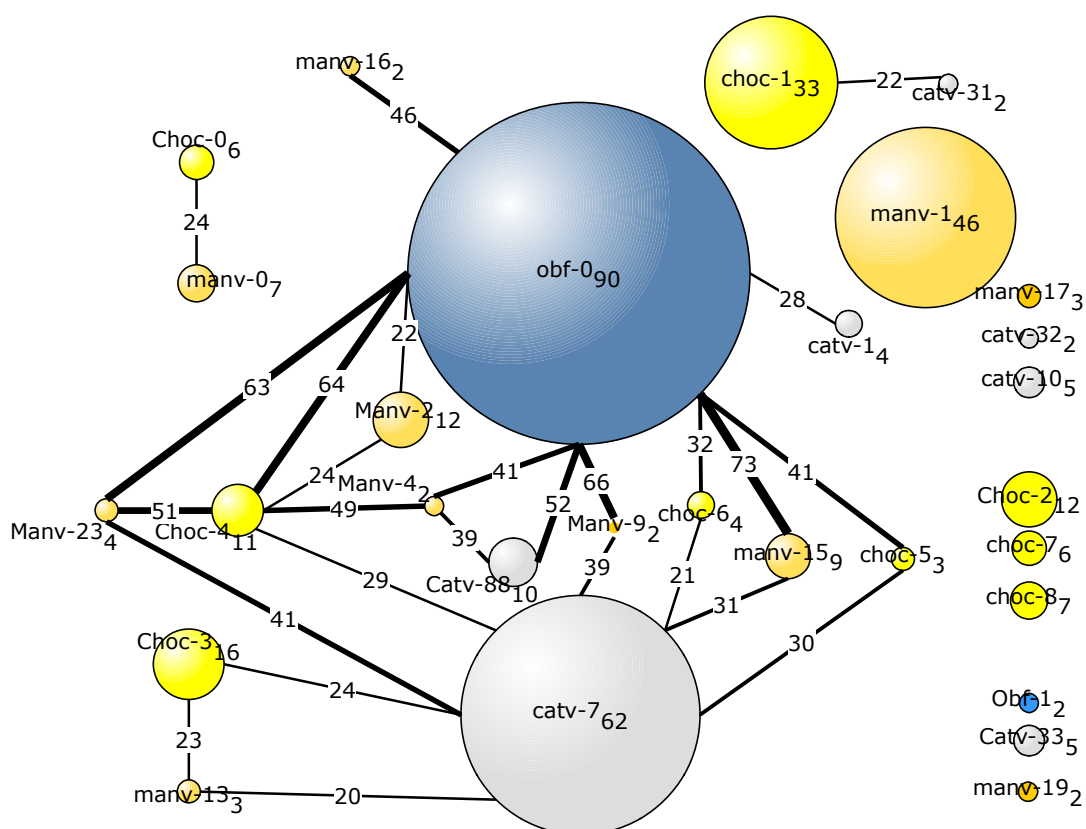 manv-16 2
choc-1 33
22
catv-31 2
46
Choc-0 6
24
manv-0 7
manv-1 46
obf-0 90
28
catv-1 4
manv-17 3
catv-32 2
catv-10 5
22
63
64
Manv-2 12
24
Manv-4 2
41
52
66
32
73
41
Manv-23 4
51
Choc-4 11
49
39
Catv-88 10
Manv-9 2
39
choc-6 4
21
manv-15 9
31
choc-5 3
Choc-2 12
choc-7 6
choc-8 7
29
41
30
Choc-3 16
24
catv-7 62
23
manv-13 3
20
Obf-1 2
Catv-33 5
manv-19 2